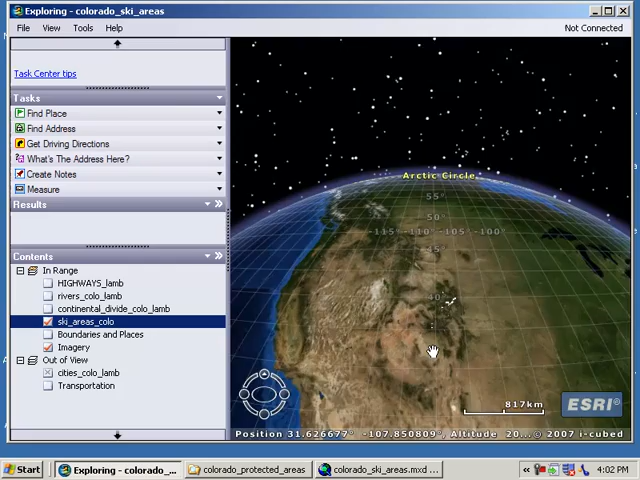 Exploring - colorado_ski_areas
File View Tools Help Not Connected
Task Center tips
Tasks
Find Place
Find Address
Get Driving Directions
What's The Address Here?
Create Notes
Measure
Results
Contents
In Range
HIGHWAYS_lamb
rivers_colo_lamb
continental_divide_colo_lamb
ski_areas_colo
Boundaries and Places
Imagery
Out of View
cities_colo_lamb
Transportation
Arctic Circle
55°
50°
-115° -110° -105° -100°
45°
40°
817km
ESRI
Position 31.626677° -107.850809°, Altitude 20... © 2007 i-cubed
Start Exploring - colorado_... colorado_protected_areas colorado_ski_areas.mxd ... 4:02 PM